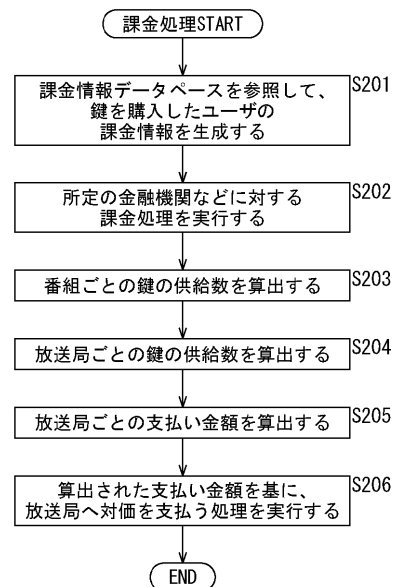 課金処理START
課金情報データベースを参照して、
鍵を購入したユーザの
課金情報を生成する
S201
所定の金融機関などに対する
課金処理を実行する
S202
番組ごとの鍵の供給数を算出する
S203
放送局ごとの鍵の供給数を算出する
S204
放送局ごとの支払い金額を算出する
S205
算出された支払い金額を基に、
放送局へ対価を支払う処理を実行する
S206
END